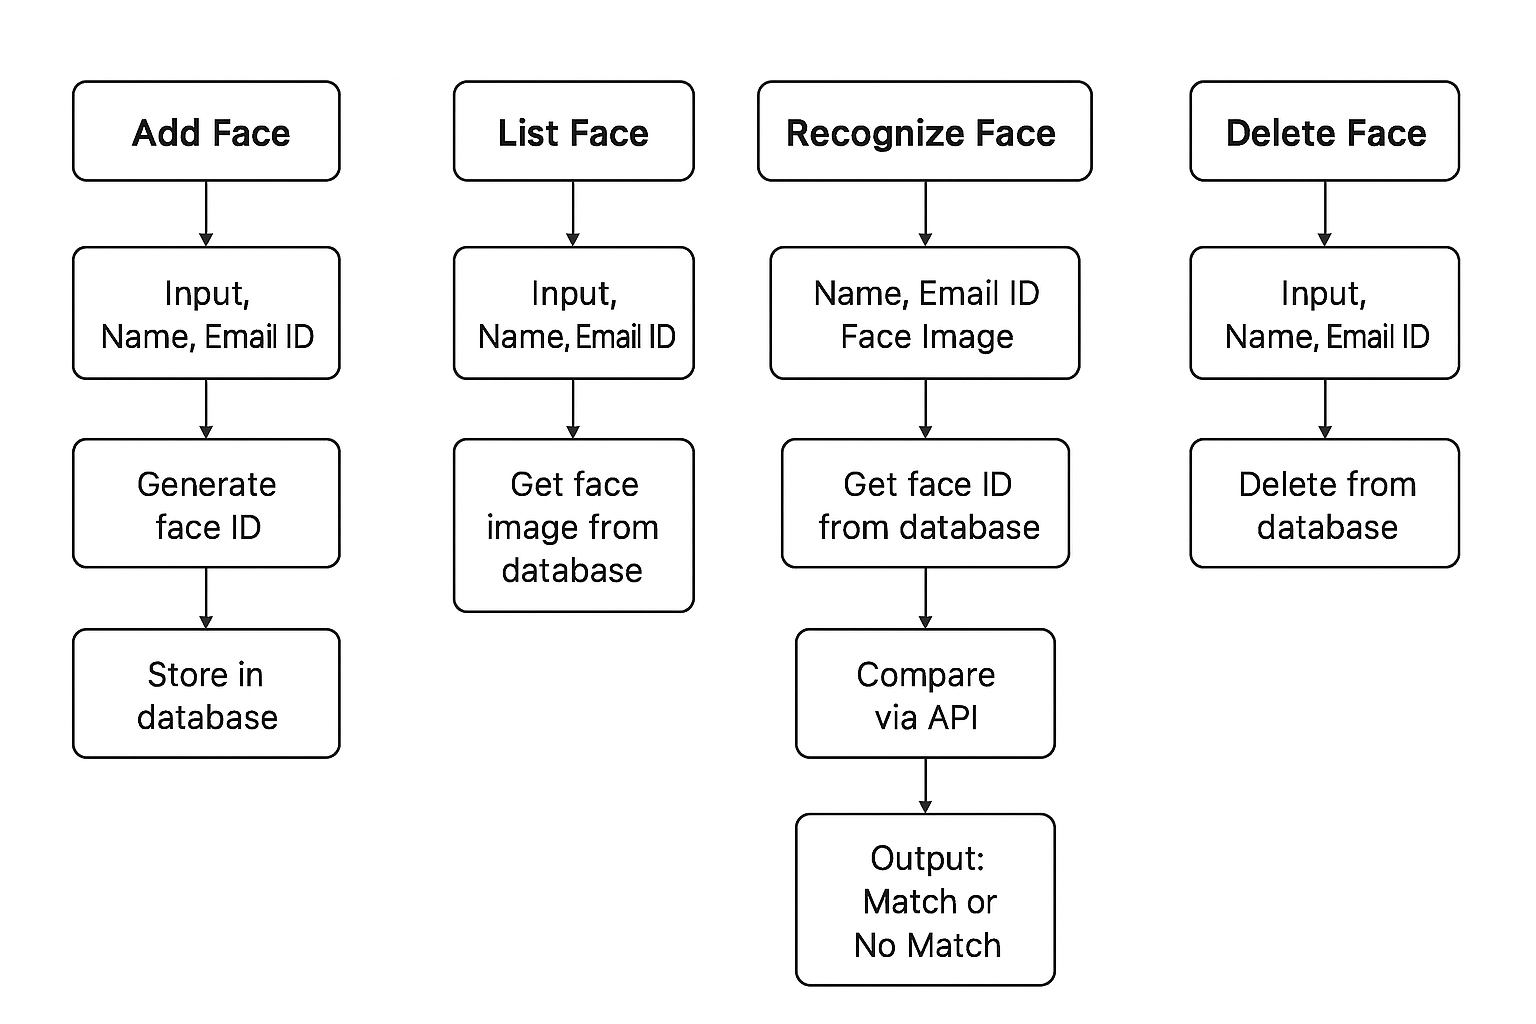 Add Face
Input,
Name, Email ID
Generate
face ID
Store in
database
List Face
Input,
Name, Email ID
Get face
image from
database
Recognize Face
Name, Email ID
Face Image
Get face ID
from database
Compare
via API
Output:
Match or
No Match
Delete Face
Input,
Name, Email ID
Delete from
database